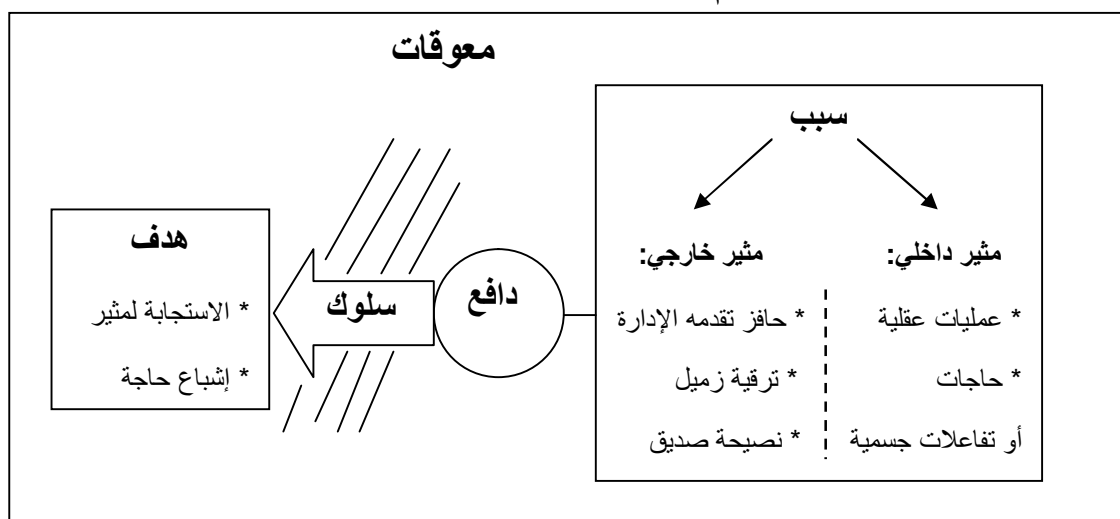 معوقات
سبب
مثير داخلي:
* عمليات عقلية
* حاجات
أو تفاعلات جسمية
مثير خارجي:
* حافز تقدمه الإدارة
* ترقية زميل
* نصيحة صديق
دافع
سلوك
هدف
* الاستجابة لمثير
* إشباع حاجة